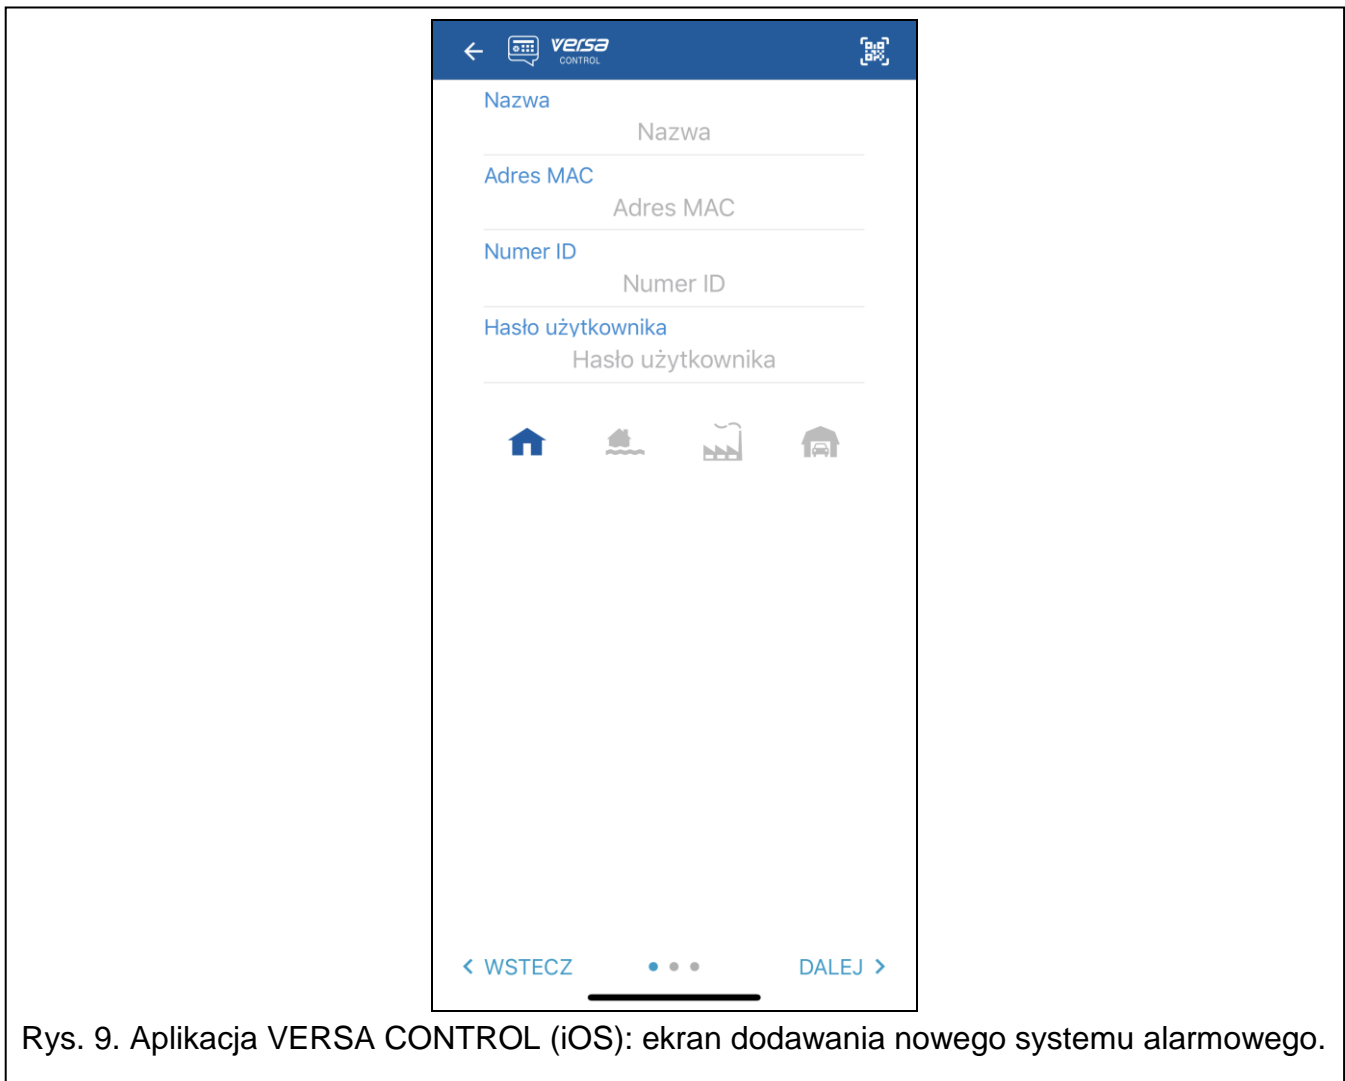 versa
CONTROL
Nazwa
Nazwa
Adres MAC
Adres MAC
Numer ID
Numer ID
Hasło użytkownika
Hasło użytkownika
WSTECZ
DALEJ
Rys. 9. Aplikacja VERSA CONTROL (iOS): ekran dodawania nowego systemu alarmowego.